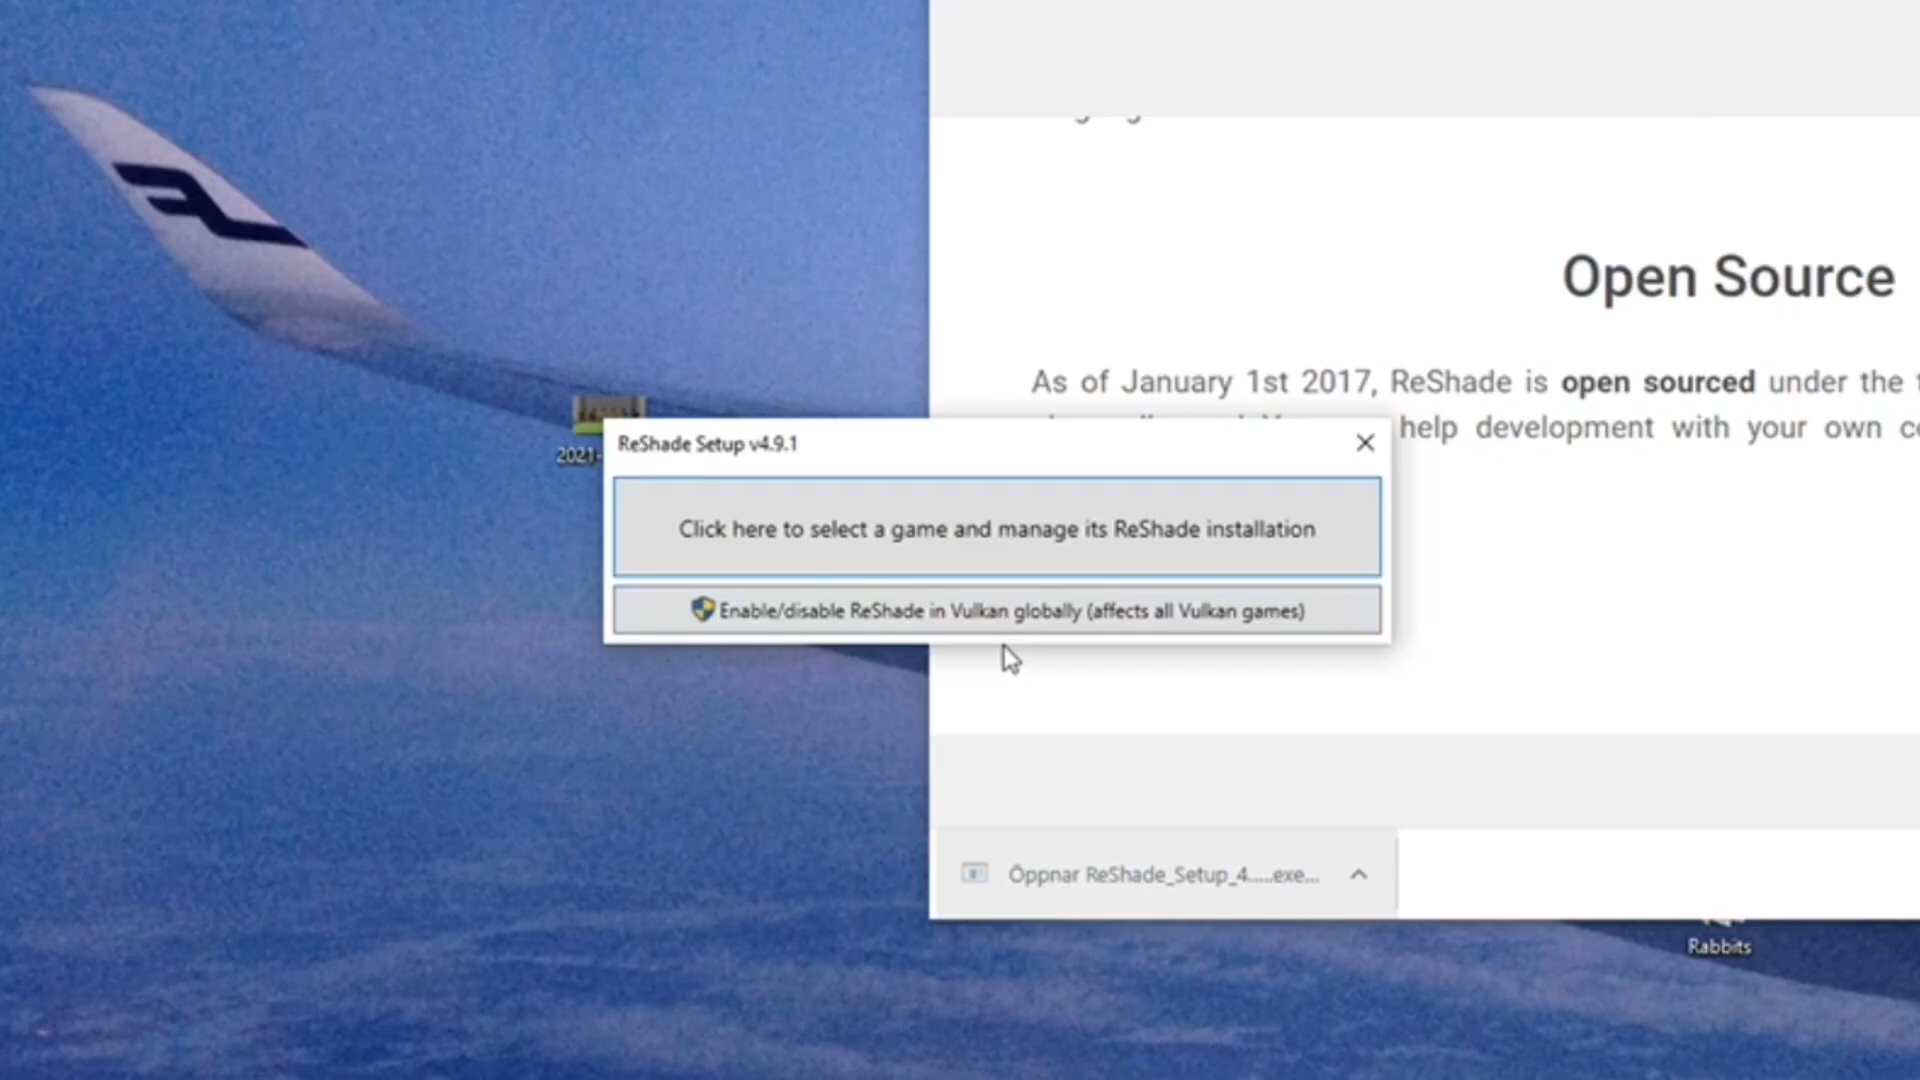 Open Source
As of January 1st 2017, ReShade is open sourced under the
help development with your own
2021-
ReShade Setup v4.9.1
Click here to select a game and manage its ReShade installation
Enable/disable ReShade in Vulkan globally (affects all Vulkan games)
Öppnar ReShade_Setup_4.....exe...
Rabbits